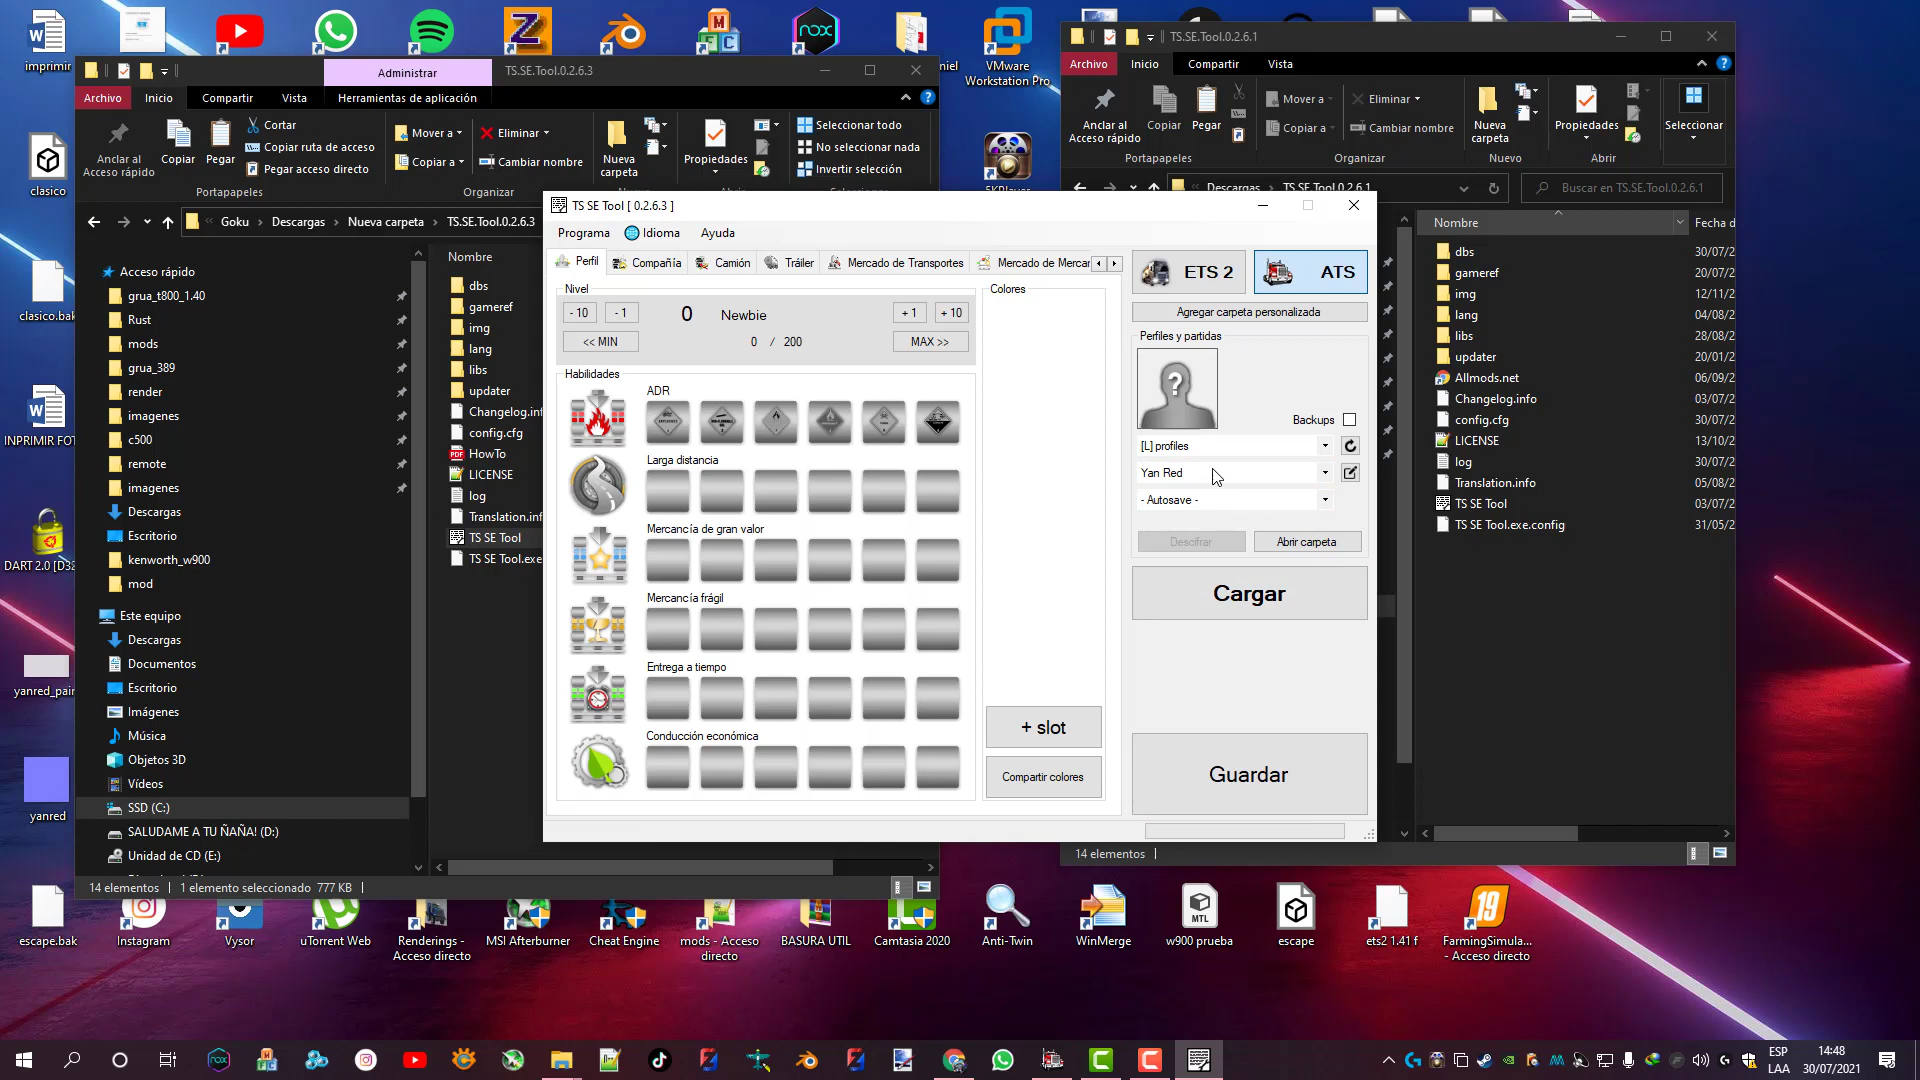 imprimir
VMware
Workstation Pro
niel
5KPlayer
clasico
clasico.bak
INPRIMIR FOT
DART 2.0 [D32
yanred_pain
yanred
escape.bak
Administrar
TS.SE.Tool.0.2.6.3
Archivo
Inicio
Compartir
Vista
Herramientas de aplicación
Anclar al
Acceso rápido
Copiar
Pegar
Cortar
Copiar ruta de acceso
Pegar acceso directo
Portapapeles
Mover a
Copiar a
Eliminar
Cambiar nombre
Organizar
Nueva
carpeta
Propiedades
Seleccionar todo
No seleccionar nada
Invertir selección
Goku
Descargas
Nueva carpeta
TS.SE.Tool.0.2.6.3
Acceso rápido
grua_t800_1.40
Rust
mods
grua_389
render
imagenes
c500
remote
imagenes
Descargas
Escritorio
kenworth_w900
mod
Este equipo
Descargas
Documentos
Escritorio
Imágenes
Música
Objetos 3D
Vídeos
SSD (C:)
SALUDAME A TU ÑAÑA! (D:)
Unidad de CD (E:)
Nombre
dbs
gameref
img
lang
libs
updater
Changelog.inf
config.cfg
HowTo
LICENSE
log
Translation.inf
TS SE Tool
TS SE Tool.exe
14 elementos
1 elemento seleccionado 777 KB
TS.SE.Tool.0.2.6.1
Archivo
Inicio
Compartir
Vista
Anclar al
Acceso rápido
Copiar
Pegar
Portapapeles
Mover a
Copiar a
Eliminar
Cambiar nombre
Organizar
Nueva
carpeta
Nuevo
Propiedades
Abrir
Seleccionar
Descargas
TS.SE.Tool.0.2.6.1
Buscar en TS.SE.Tool.0.2.6.1
Nombre
Fecha d
dbs 30/07/2
gameref 20/07/2
img 12/11/2
lang 04/08/2
libs 28/08/2
updater 20/01/2
Allmods.net 06/09/2
Changelog.info 03/07/2
config.cfg 30/07/2
LICENSE 13/10/2
log 30/07/2
Translation.info 05/08/2
TS SE Tool 03/07/2
TS SE Tool.exe.config 31/05/2
14 elementos
TS SE Tool [ 0.2.6.3 ]
Programa
Idioma
Ayuda
Perfil
Compañía
Camión
Tráiler
Mercado de Transportes
Mercado de Mercar
Nivel
- 10
- 1
0
Newbie
+ 1
+ 10
<< MIN
0 / 200
MAX >>
Habilidades
ADR
Larga distancia
Mercancía de gran valor
Mercancía frágil
Entrega a tiempo
Conducción económica
Colores
+ slot
Compartir colores
ETS 2
ATS
Agregar carpeta personalizada
Perfiles y partidas
Backups
[L] profiles
Yan Red
- Autosave -
Descifrar
Abrir carpeta
Cargar
Guardar
Instagram
Vysor
uTorrent Web
Renderings -
Acceso directo
MSI Afterburner
Cheat Engine
mods - Acceso
directo
BASURA UTIL
Camtasia 2020
Anti-Twin
WinMerge
w900 prueba
escape
ets2 1.41 f
FarmingSimula...
- Acceso directo
ESP
LAA
14:48
30/07/2021